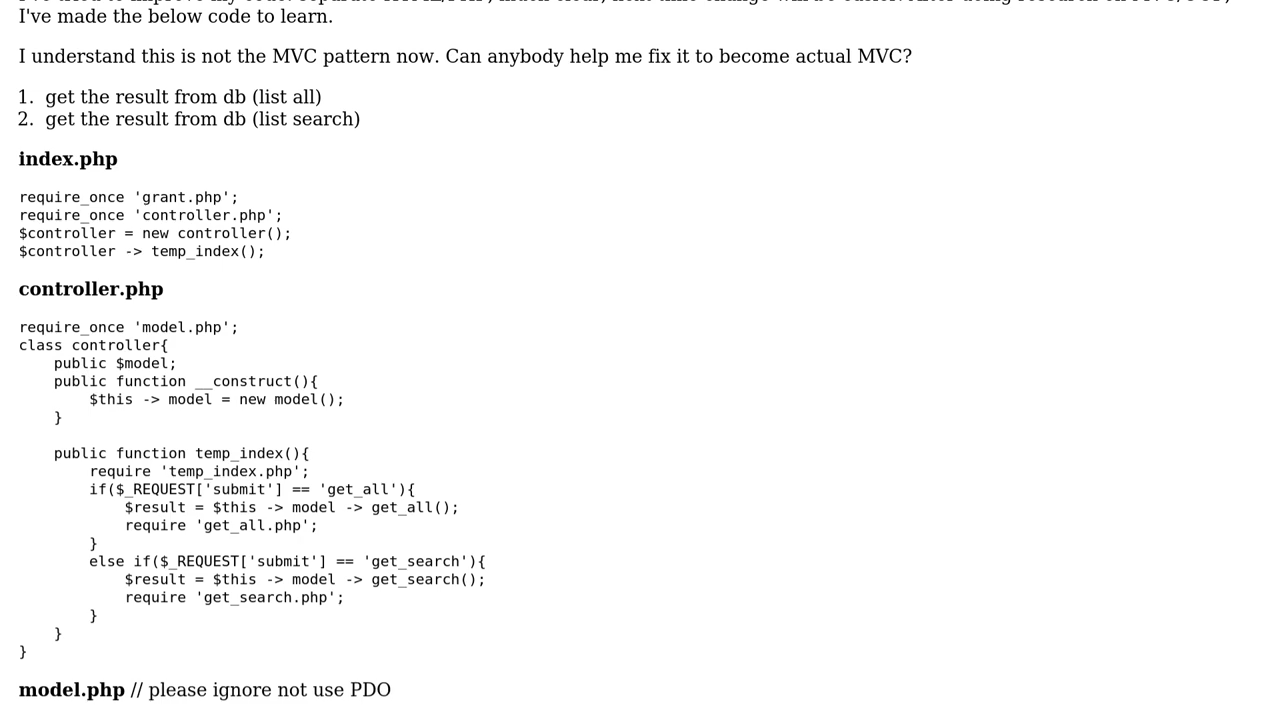 I've made the below code to learn.
I understand this is not the MVC pattern now. Can anybody help me fix it to become actual MVC?
1. get the result from db (list all)
2. get the result from db (list search)
index.php
require_once 'grant.php';
require_once 'controller.php';
$controller = new controller();
$controller -> temp_index();
controller.php
require_once 'model.php';
class controller{
    public $model;
    public function __construct(){
        $this -> model = new model();
    }
    public function temp_index(){
        require 'temp_index.php';
        if($_REQUEST['submit'] == 'get_all'){
            $result = $this -> model -> get_all();
            require 'get_all.php';
        }
        else if($_REQUEST['submit'] == 'get_search'){
            $result = $this -> model -> get_search();
            require 'get_search.php';
        }
    }
}
model.php // please ignore not use PDO